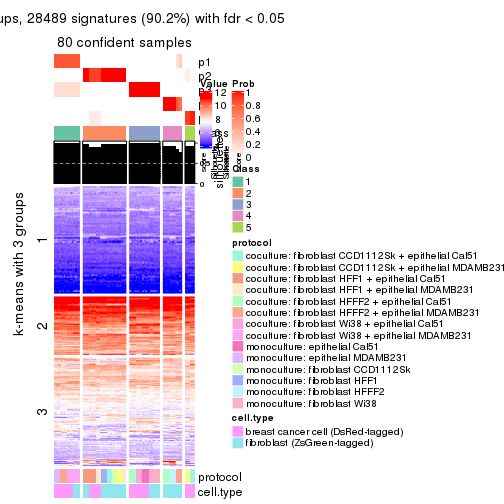 ups, 28489 signatures (90.2%) with fdr < 0.05
80 confident samples
p1
p2
Value
12
10
8
6
Prob
1
0.8
0.6
0.4
0.2
0
silhouette
score
0
Class
1
2
3
4
5
k-means with 3 groups
1
2
3
protocol
coculture: fibroblast CCD1112Sk + epithelial Cal51
coculture: fibroblast CCD1112Sk + epithelial MDAMB231
coculture: fibroblast HFF1 + epithelial Cal51
coculture: fibroblast HFF1 + epithelial MDAMB231
coculture: fibroblast HFFF2 + epithelial Cal51
coculture: fibroblast HFFF2 + epithelial MDAMB231
coculture: fibroblast Wi38 + epithelial Cal51
coculture: fibroblast Wi38 + epithelial MDAMB231
monoculture: epithelial Cal51
monoculture: epithelial MDAMB231
monoculture: fibroblast CCD1112Sk
monoculture: fibroblast HFF1
monoculture: fibroblast HFFF2
monoculture: fibroblast Wi38
cell.type
breast cancer cell (DsRed-tagged)
fibroblast (ZsGreen-tagged)
protocol
cell.type